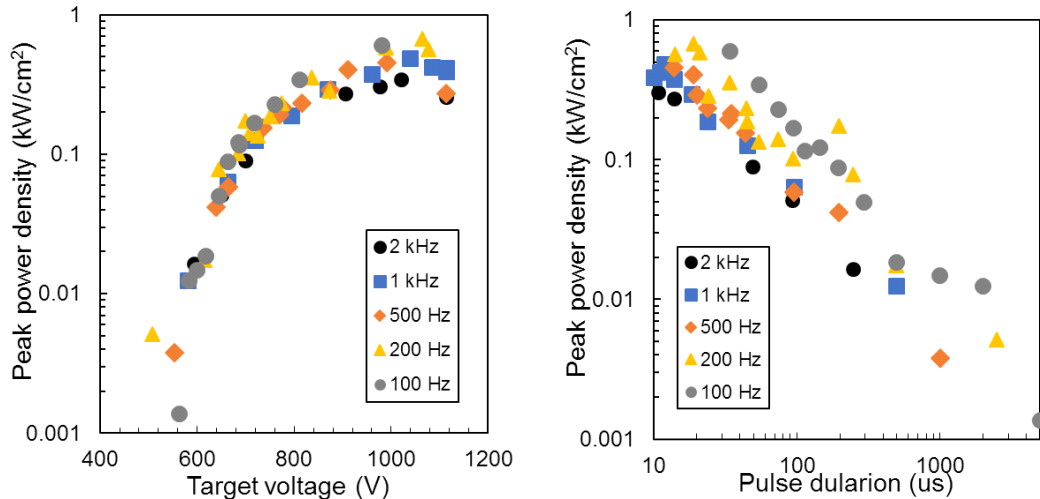 Peak power density (kW/cm2)
1
0.1
0.01
0.001
2 kHz
1 kHz
500 Hz
200 Hz
100 Hz
400 600 800 1000 1200
Target voltage (V)
Peak power density (kW/cm2)
1
0.1
0.01
0.001
2 kHz
1 kHz
500 Hz
200 Hz
100 Hz
10 100 1000
Pulse dularion (us)